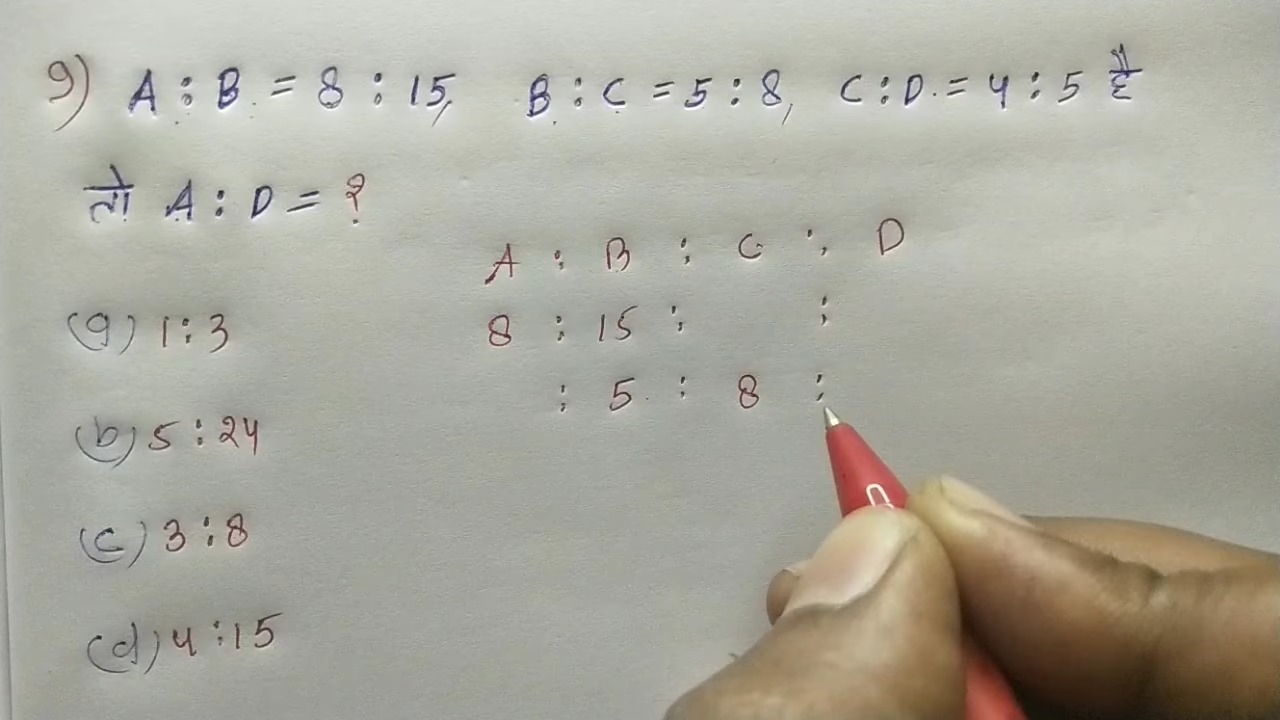 9) A : B = 8 : 15, B : C = 5 : 8, C : D = 4 : 5 है
तो A : D = ?
A : B : C : D
8 : 15 : :
: 5 : 8 :
(a) 1 : 3
(b) 5 : 24
(c) 3 : 8
(d) 4 : 15